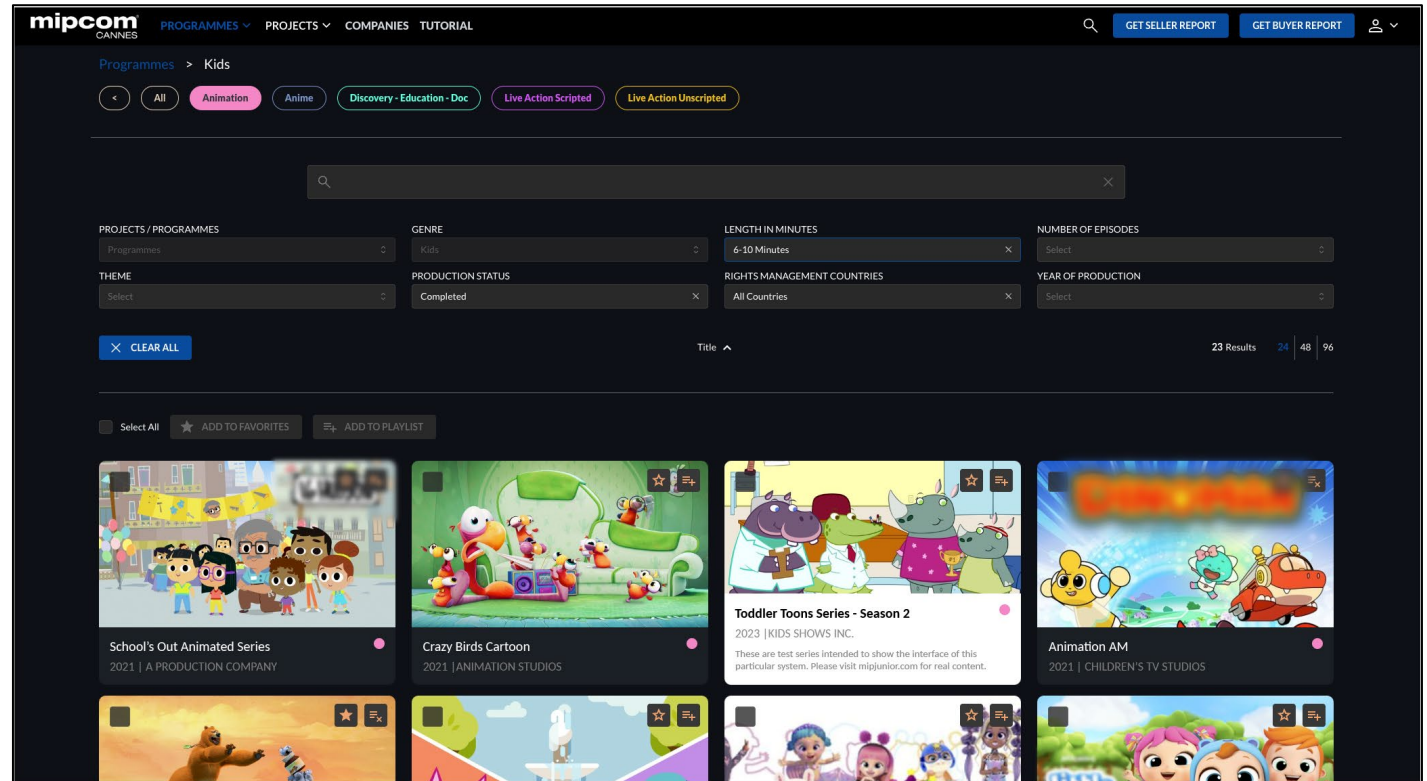 mipcom
CANNES
PROGRAMMES PROJECTS COMPANIES TUTORIAL GET SELLER REPORT GET BUYER REPORT
Programmes > Kids
< All Animation Anime Discovery - Education - Doc Live Action Scripted Live Action Unscripted
PROJECTS / PROGRAMMES GENRE LENGTH IN MINUTES NUMBER OF EPISODES
Programmes Kids 6-10 Minutes Select
THEME PRODUCTION STATUS RIGHTS MANAGEMENT COUNTRIES YEAR OF PRODUCTION
Select Completed All Countries Select
CLEAR ALL Title 23 Results 24 48 96
Select All ADD TO FAVORITES ADD TO PLAYLIST
School's Out Animated Series
2021 | A PRODUCTION COMPANY
Crazy Birds Cartoon
2021 |ANIMATION STUDIOS
Toddler Toons Series - Season 2
2023 |KIDS SHOWS INC.
These are test series intended to show the interface of this
particular system. Please visit mipjunior.com for real content.
Animation AM
2021 | CHILDREN'S TV STUDIOS